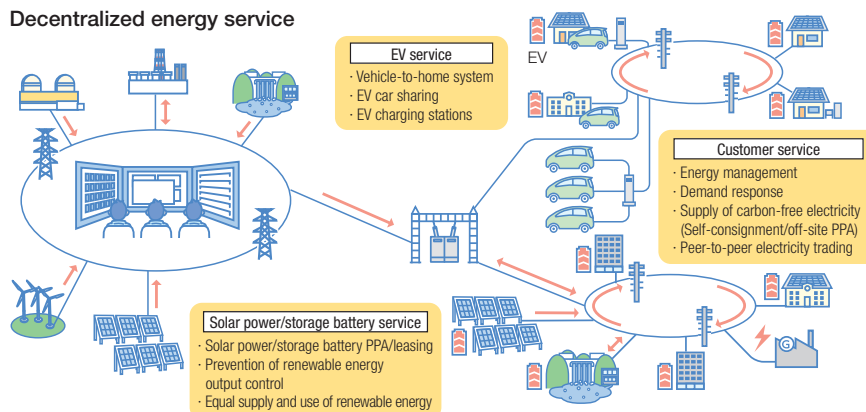 Decentralized energy service
EV service
· Vehicle-to-home system
· EV car sharing
· EV charging stations
EV
Customer service
· Energy management
· Demand response
· Supply of carbon-free electricity
(Self-consignment/off-site PPA)
· Peer-to-peer electricity trading
Solar power/storage battery service
· Solar power/storage battery PPA/leasing
· Prevention of renewable energy
output control
· Equal supply and use of renewable energy
G